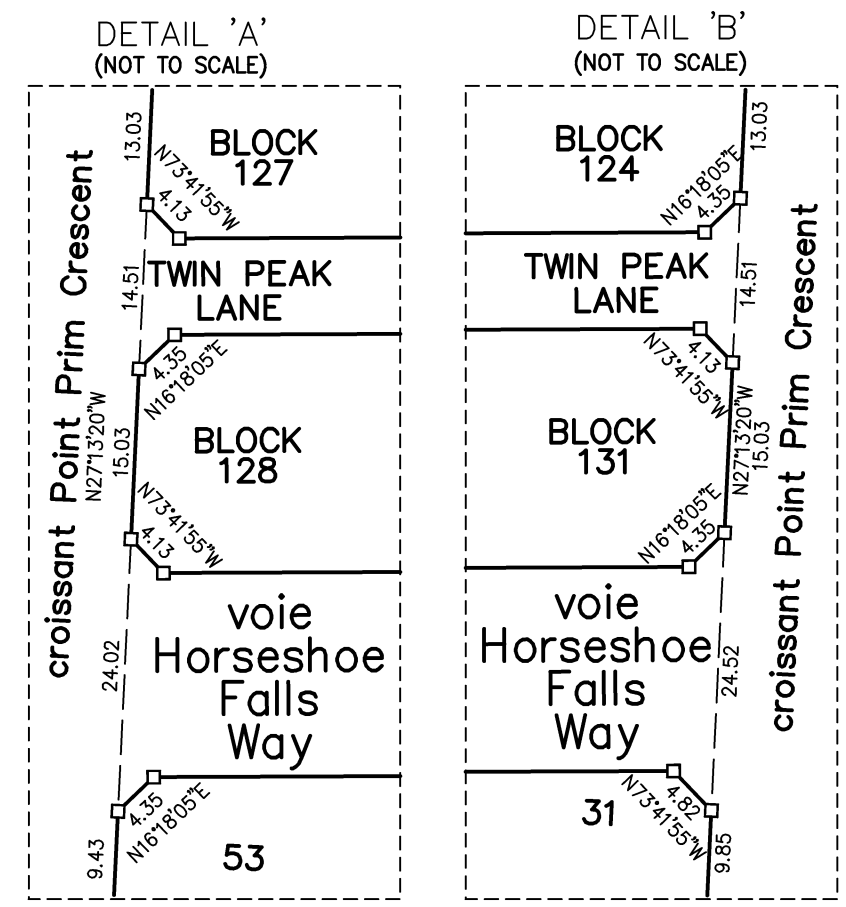 DETAIL 'A'
(NOT TO SCALE)
13.03
N73°41'55"W
4.13
BLOCK
127
croissant Point Prim Crescent
14.51
TWIN PEAK
LANE
4.35
N16°18'05"E
N27°13'20"W
15.03
BLOCK
128
N73°41'55"W
4.13
24.02
voie
Horseshoe
Falls
Way
4.35
N16°18'05"E
9.43
53
DETAIL 'B'
(NOT TO SCALE)
BLOCK
124
13.03
N16°18'05"E
4.35
TWIN PEAK
LANE
14.51
croissant Point Prim Crescent
4.13
N73°41'55"W
BLOCK
131
N27°13'20"W
15.03
N16°18'05"E
4.35
voie
Horseshoe
Falls
Way
24.52
31
4.82
N73°41'55"W
9.85